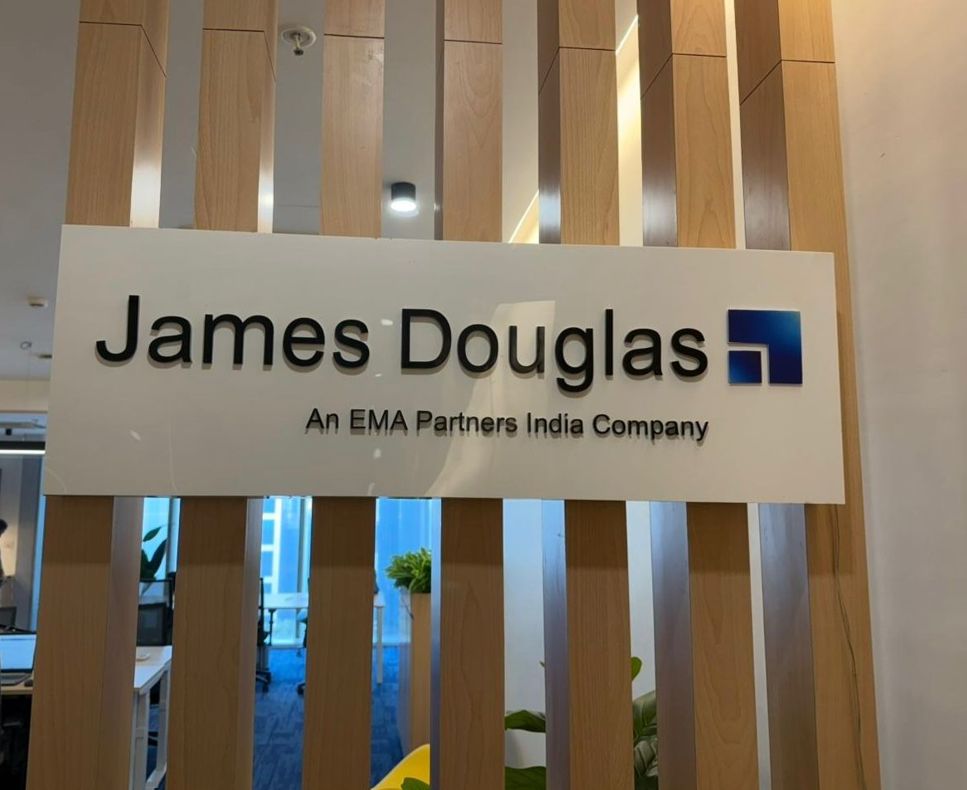 James Douglas
An EMA Partners India Company